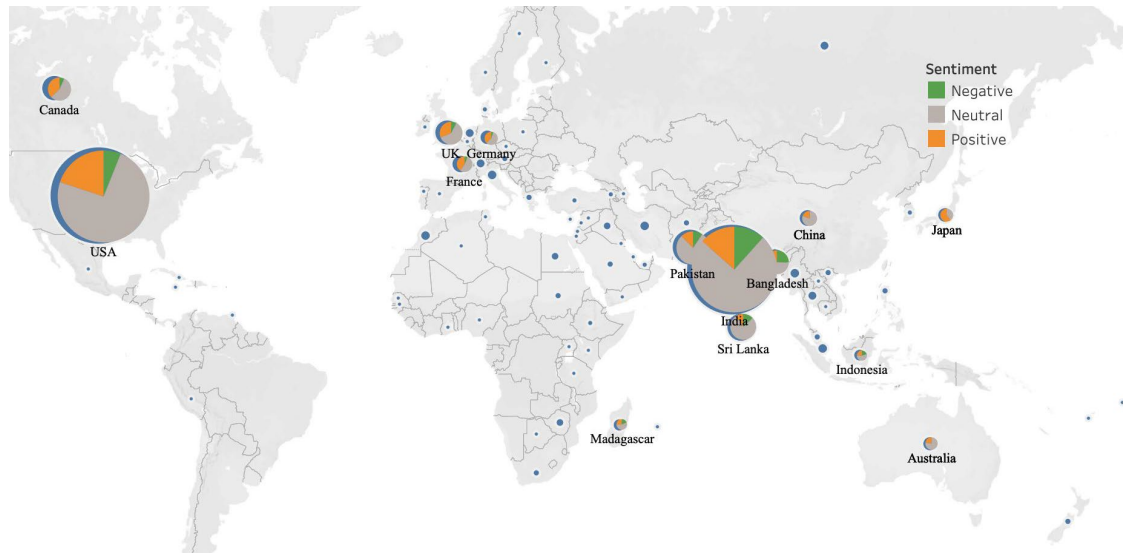 Sentiment
Negative
Neutral
Positive
Canada
UK Germany
France
USA
China
Japan
Pakistan
Bangladesh
India
Sri Lanka
Indonesia
Madagascar
Australia